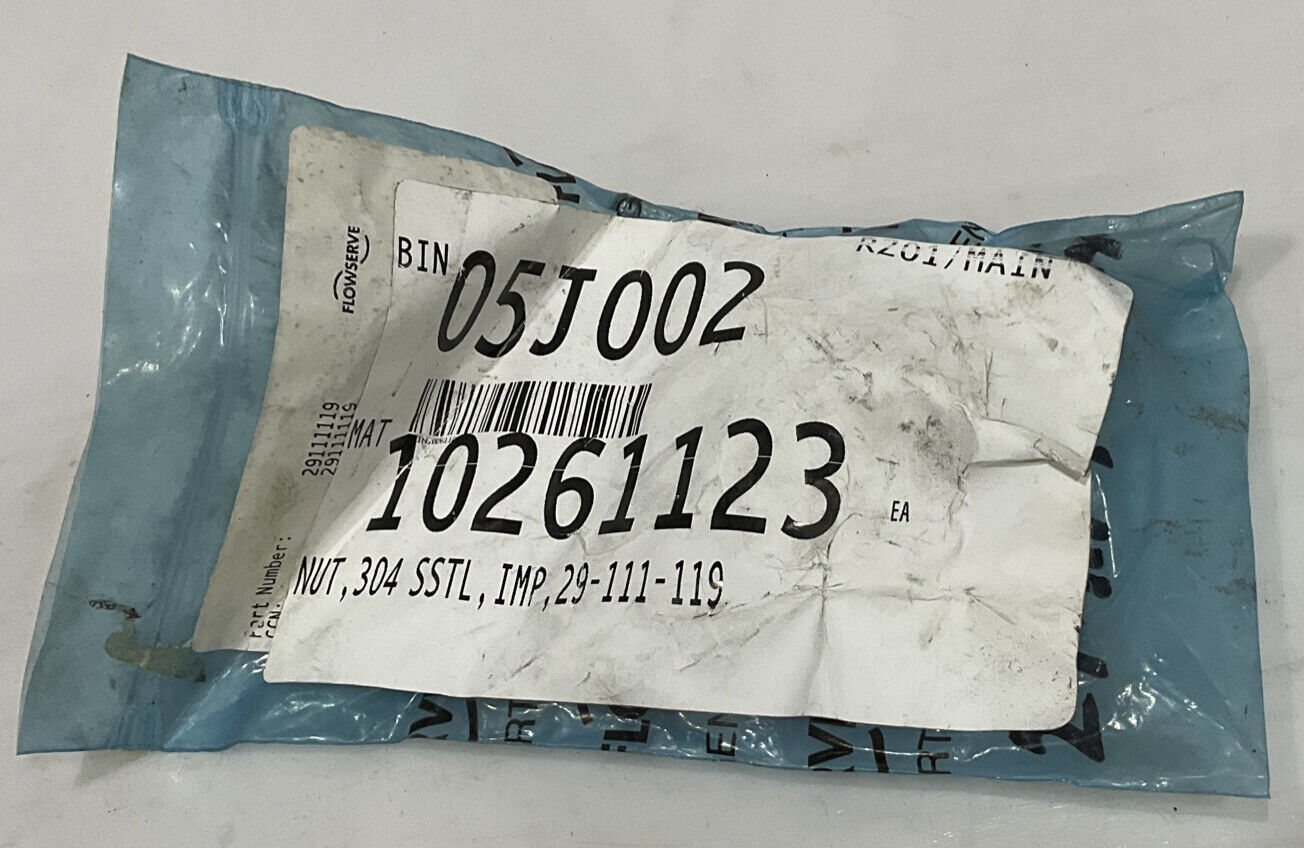 BIN 05J002
RZ01/MAIN
MAT
10261123 EA
NUT,304 SSTL,IMP,29-111-119
FLOWSERVE
29111119
29111119
Part Number: